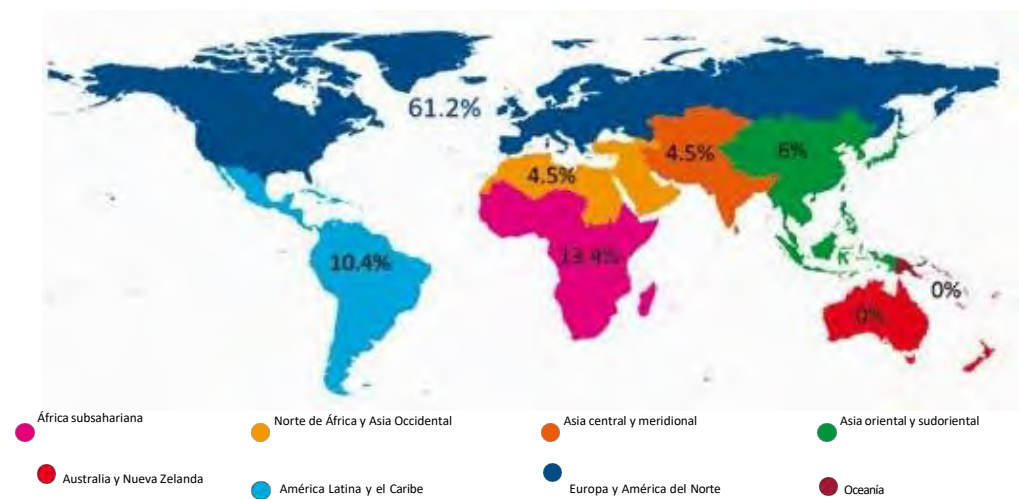 61.2%
4.5%
4.5%
6%
10.4%
13.4%
0%
0%
África subsahariana
Norte de África y Asia Occidental
Asia central y meridional
Asia oriental y sudoriental
Australia y Nueva Zelanda
América Latina y el Caribe
Europa y América del Norte
Oceanía